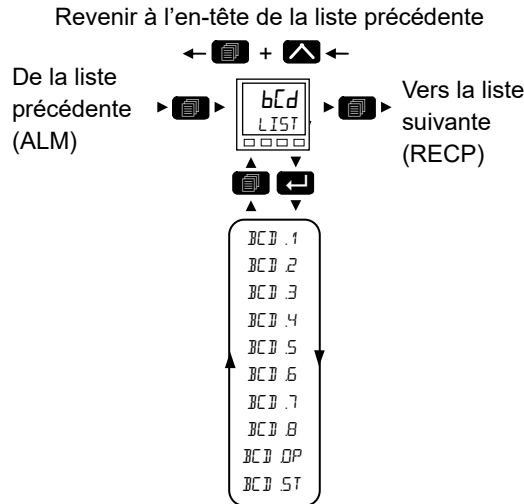 Revenir à l'en-tête de la liste précédente
+
De la liste
précédente
(ALM)
bCd
LIST
Vers la liste
suivante
(RECP)
BCD .1
BCD .2
BCD .3
BCD .4
BCD .5
BCD .6
BCD .7
BCD .8
BCD .OP
BCD .ST